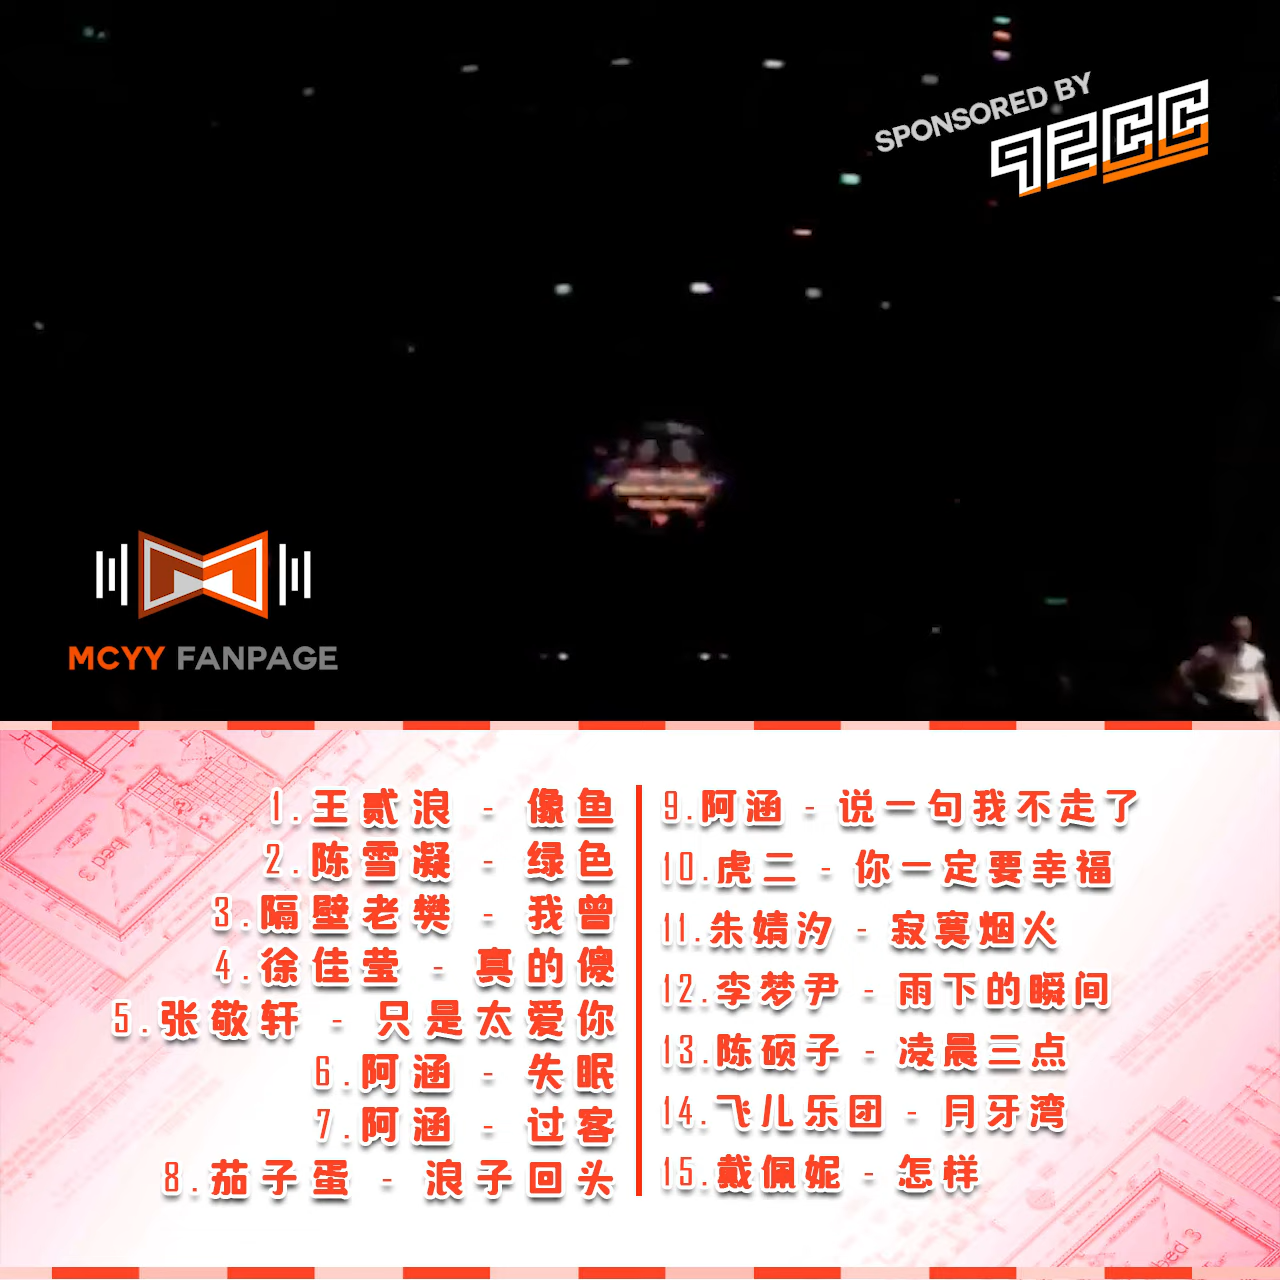 SPONSORED BY
92CC
MCYY FANPAGE
1.王贰浪 - 像鱼
2.陈雪凝 - 绿色
3.隔壁老樊 - 我曾
4.徐佳莹 - 真的傻
5.张敬轩 - 只是太爱你
6.阿涵 - 失眠
7.阿涵 - 过客
8.茄子蛋 - 浪子回头
9.阿涵 - 说一句我不走了
10.虎二 - 你一定要幸福
11.朱婧汐 - 寂寞烟火
12.李梦尹 - 雨下的瞬间
13.陈硕子 - 凌晨三点
14.飞儿乐团 - 月牙湾
15.戴佩妮 - 怎样